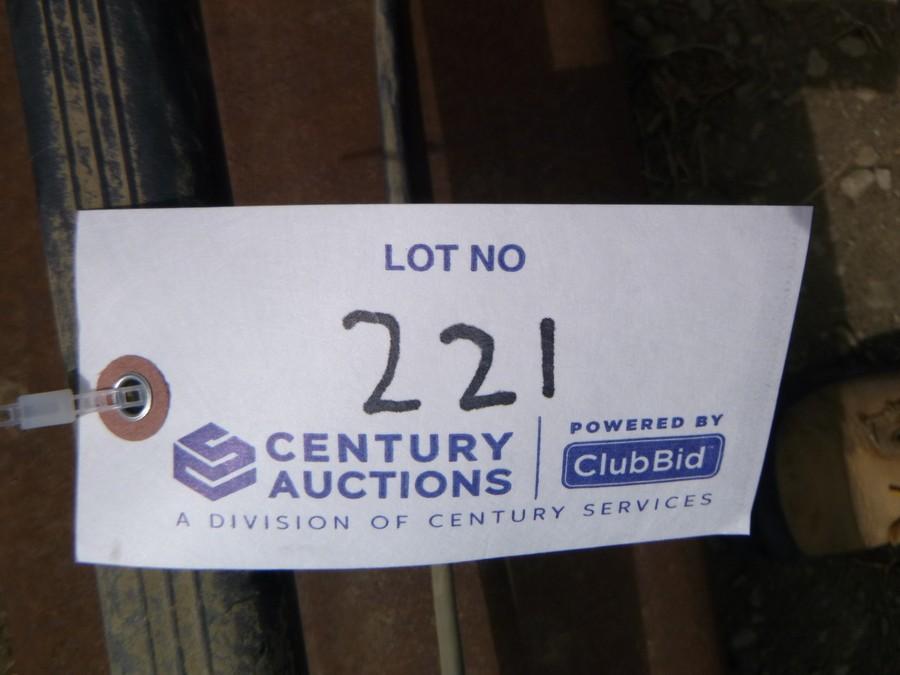 LOT NO
221
CENTURY AUCTIONS
POWERED BY
ClubBid
A DIVISION OF CENTURY SERVICES